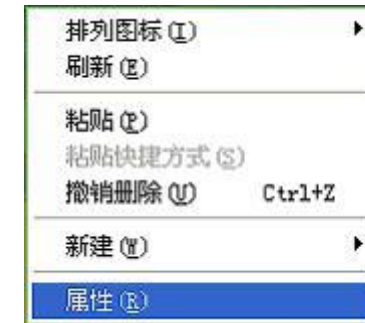 排列图标(I)
刷新(E)
粘贴(P)
粘贴快捷方式(S)
撤销删除(U) Ctrl+Z
新建(W)
属性(R)